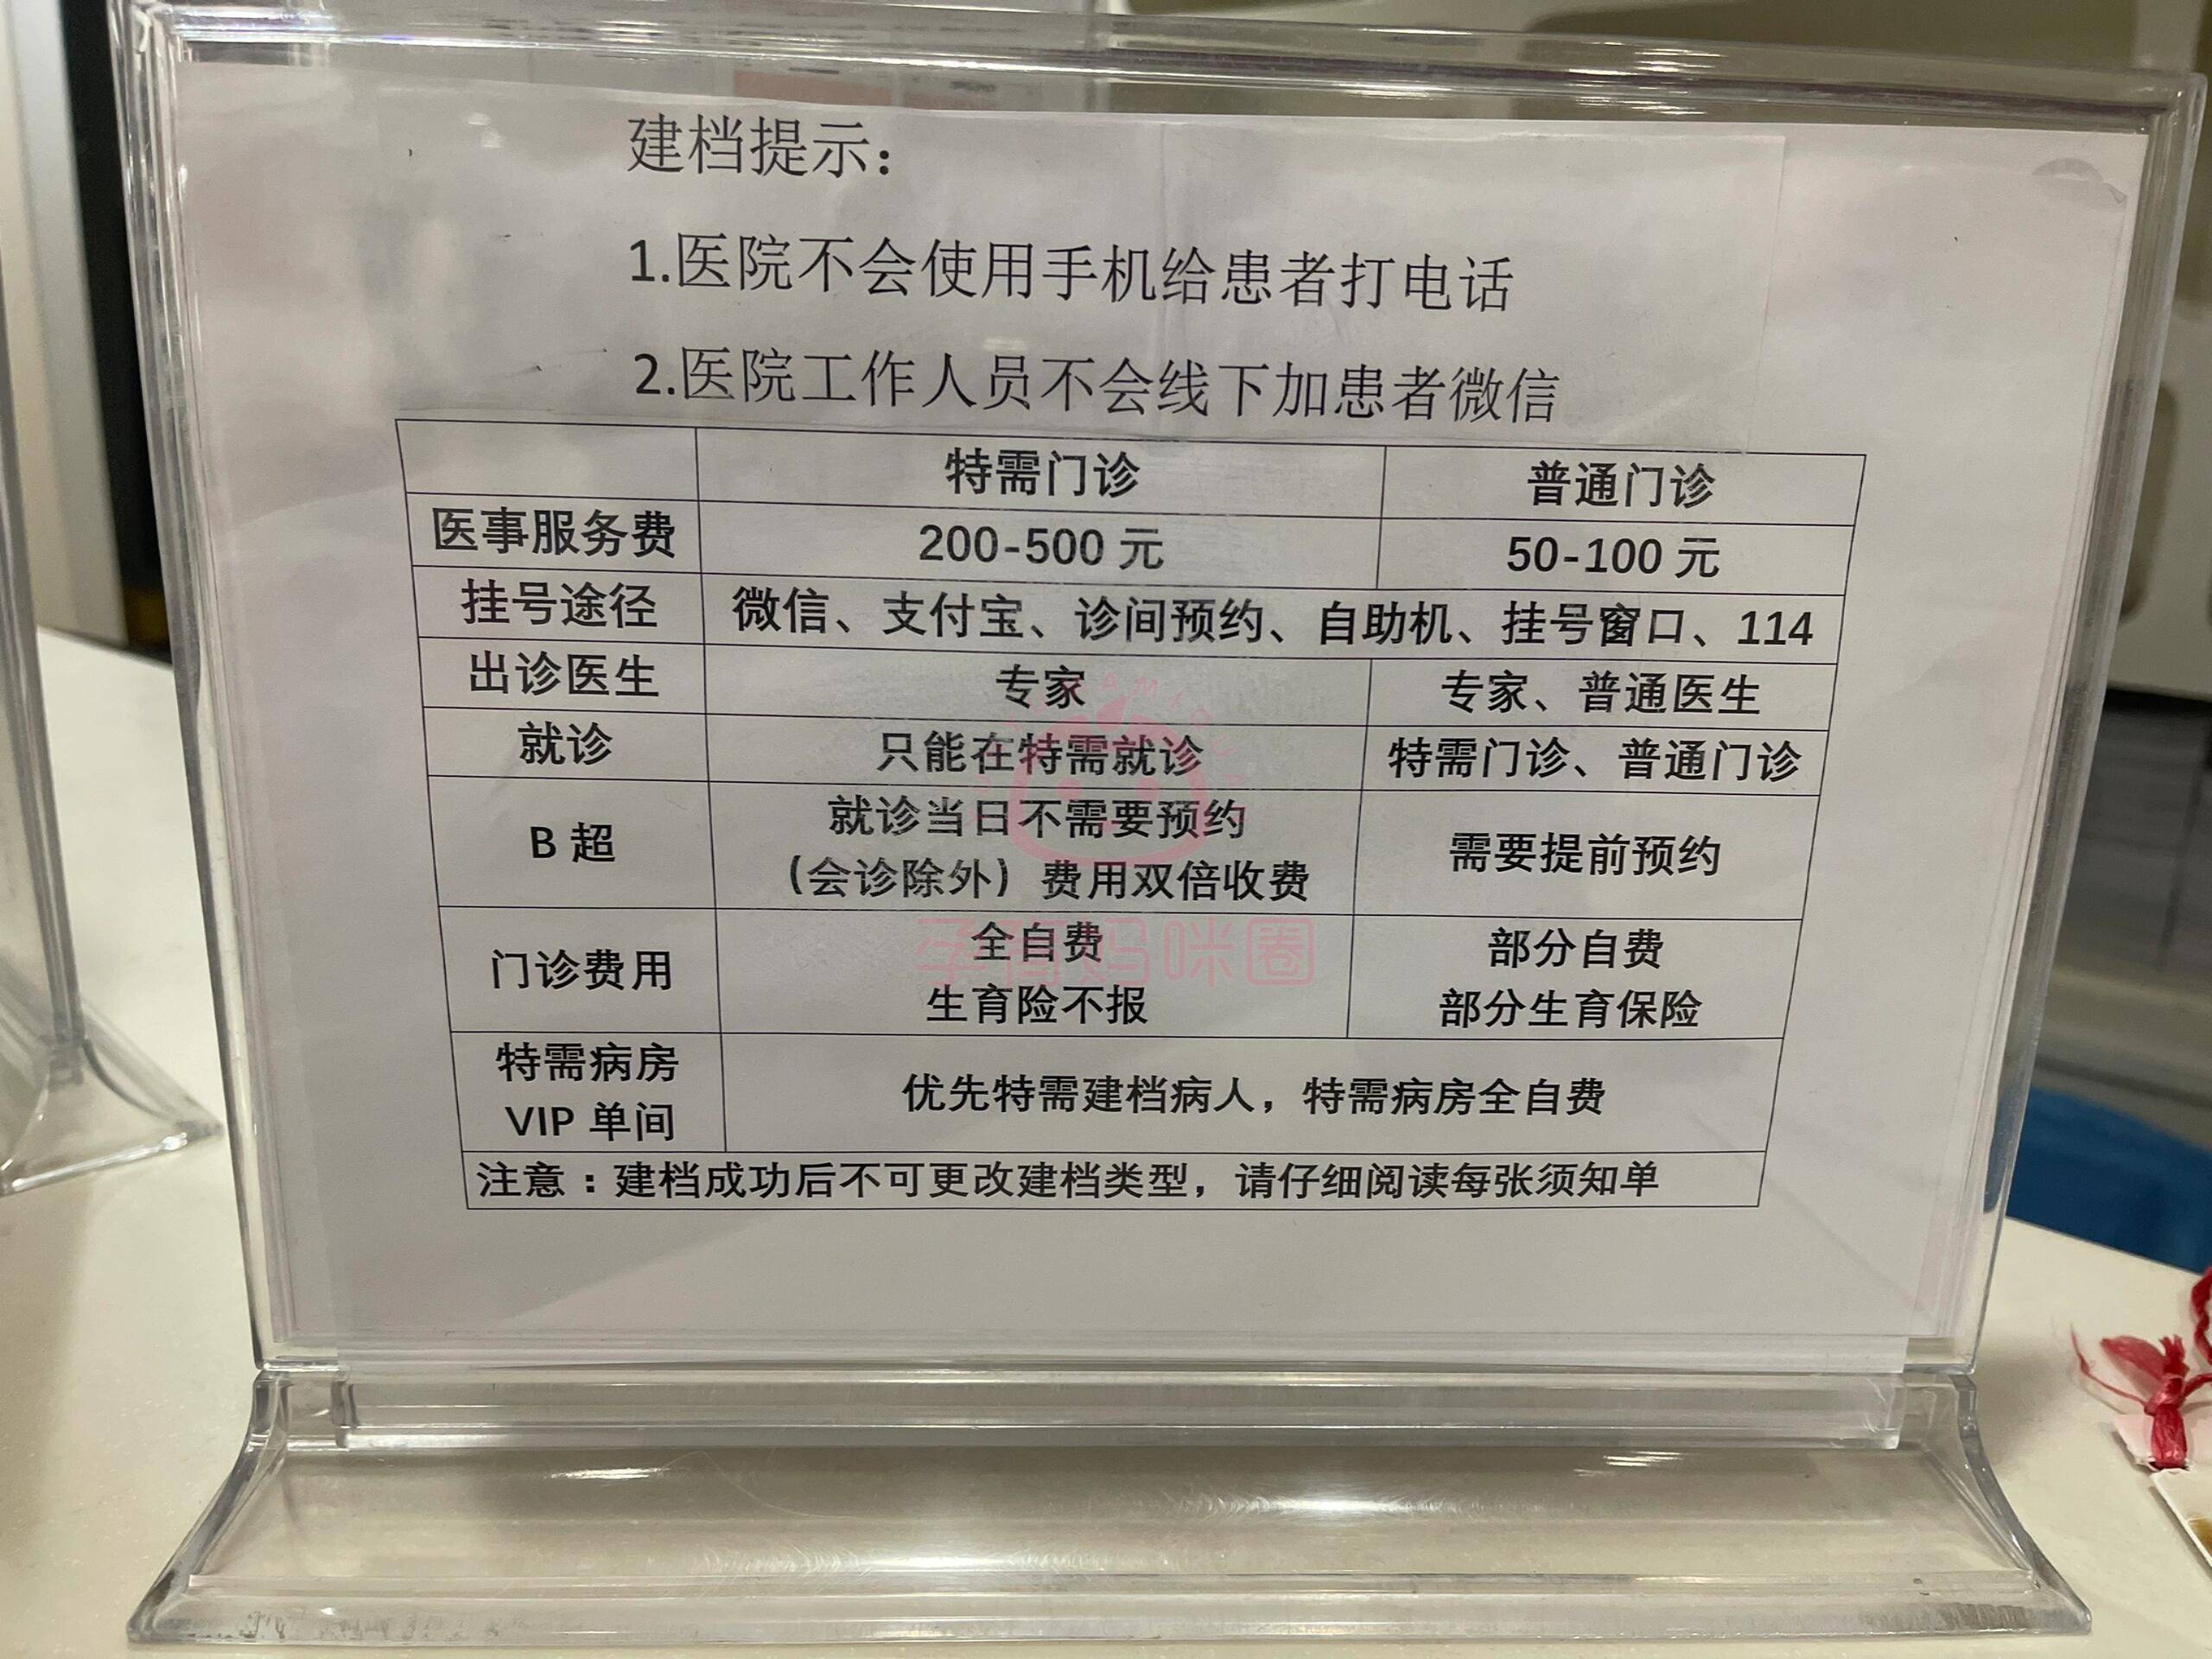 建档提示：
1.医院不会使用手机给患者打电话
2.医院工作人员不会线下加患者微信
特需门诊 普通门诊
医事服务费 200-500 元 50-100 元
挂号途径 微信、支付宝、诊间预约、自助机、挂号窗口、114
出诊医生 专家 专家、普通医生
就诊 只能在特需就诊 特需门诊、普通门诊
B 超 就诊当日不需要预约
（会诊除外）费用双倍收费 需要提前预约
门诊费用 全自费 部分自费
生育险不报 部分生育保险
特需病房
VIP 单间 优先特需建档病人，特需病房全自费
注意：建档成功后不可更改建档类型，请仔细阅读每张须知单
孕育妈咪圈